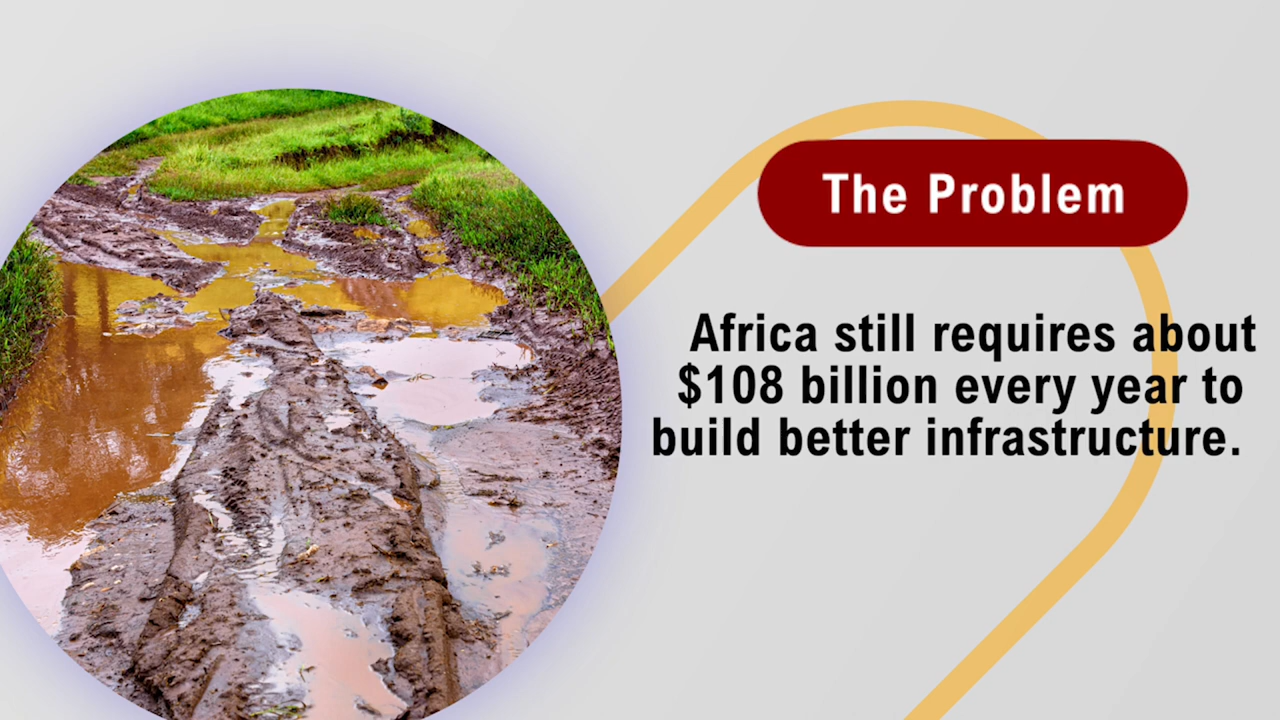 The Problem
Africa still requires about
$108 billion every year to
build better infrastructure.